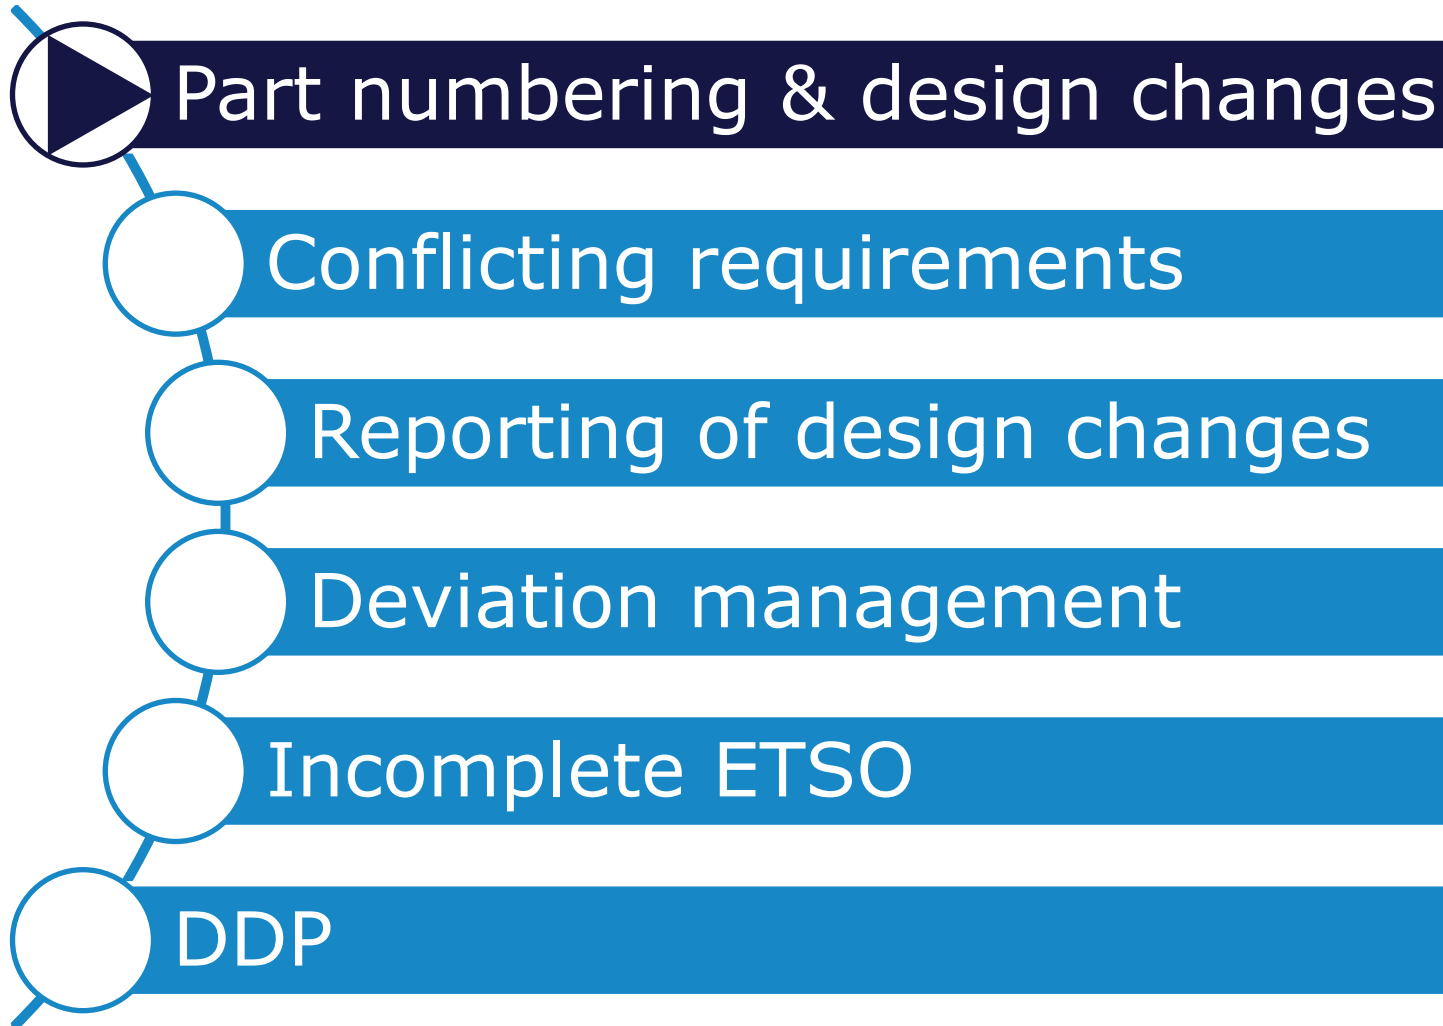 Part numbering & design changes
Conflicting requirements
Reporting of design changes
Deviation management
Incomplete ETSO
DDP